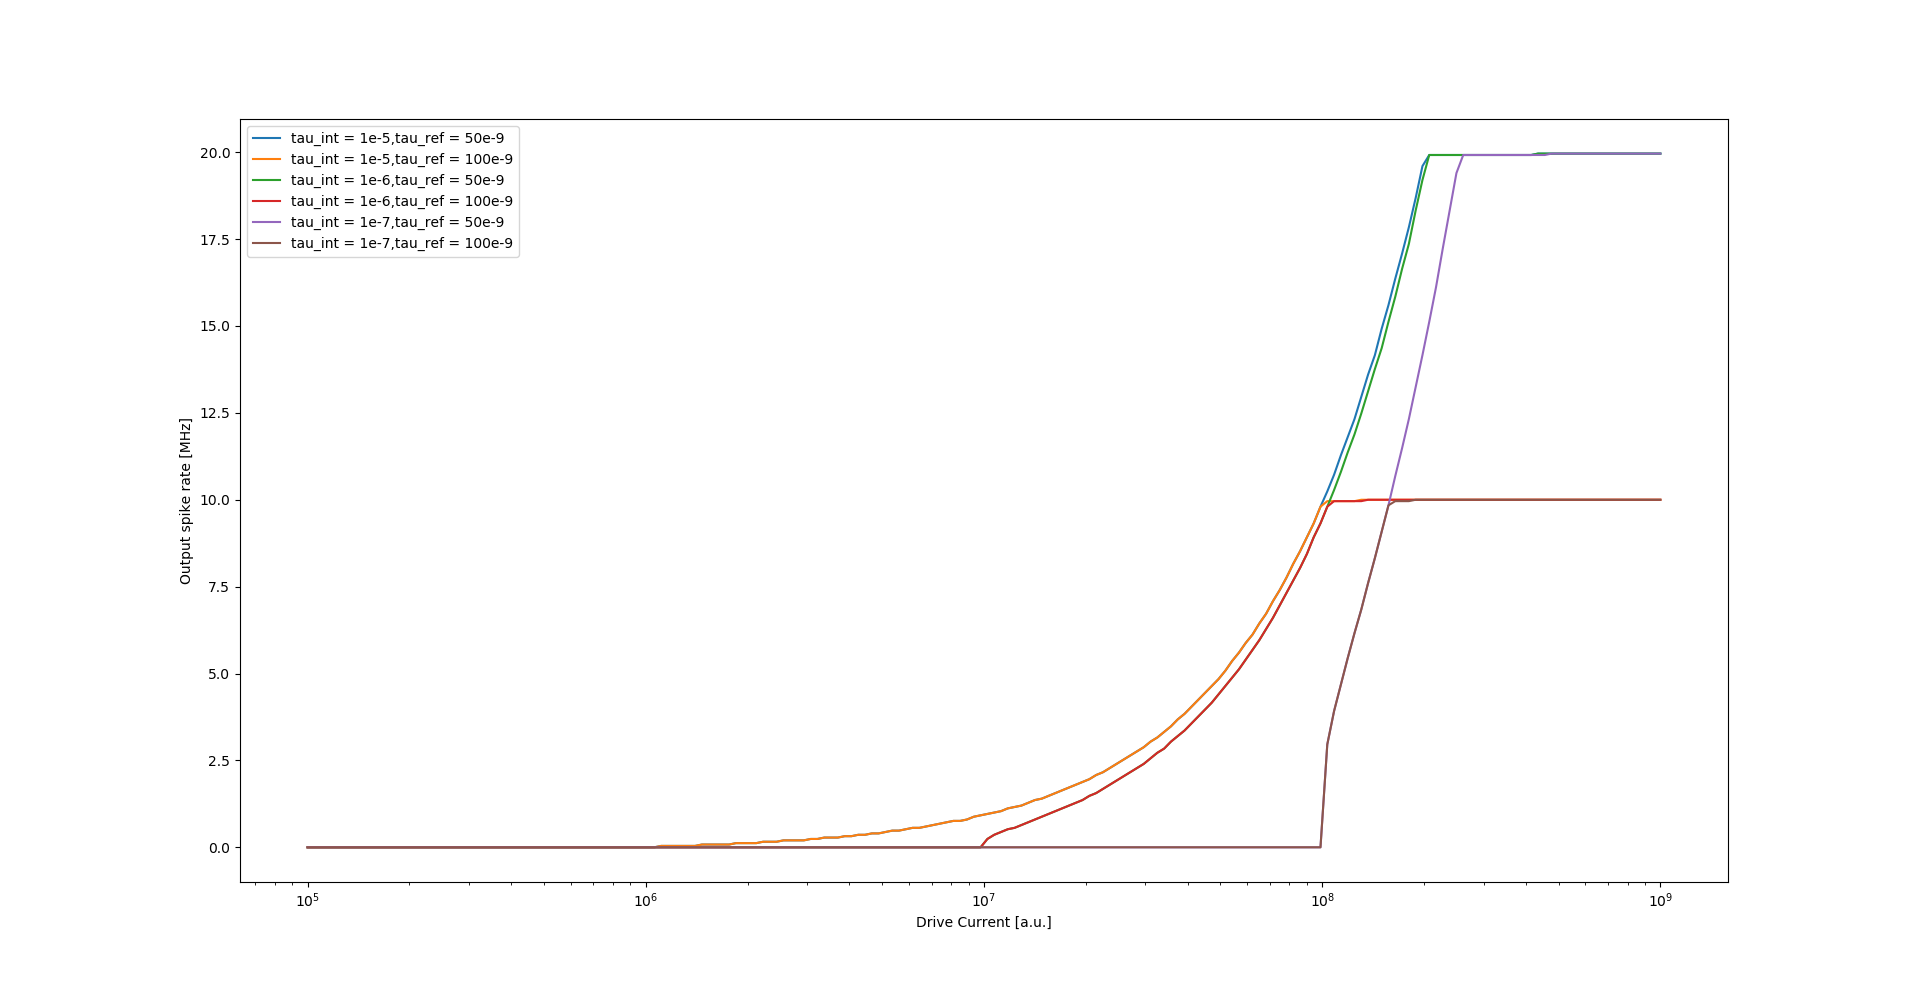 tau_int = 1e-5,tau_ref = 50e-9
tau_int = 1e-5,tau_ref = 100e-9
tau_int = 1e-6,tau_ref = 50e-9
tau_int = 1e-6,tau_ref = 100e-9
tau_int = 1e-7,tau_ref = 50e-9
tau_int = 1e-7,tau_ref = 100e-9
20.0
17.5
15.0
12.5
10.0
7.5
5.0
2.5
0.0
Output spike rate [MHz]
10⁵ 10⁶ 10⁷ 10⁸ 10⁹
Drive Current [a.u.]